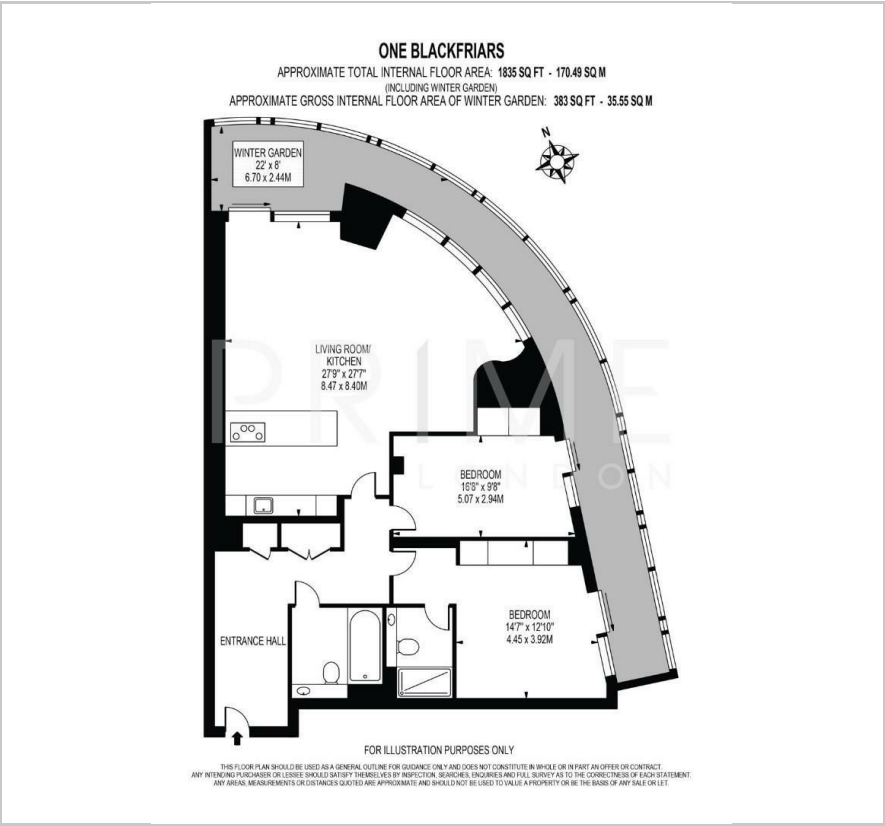 ONE BLACKFRIARS
APPROXIMATE TOTAL INTERNAL FLOOR AREA: 1835 SQ FT - 170.49 SQ M
(INCLUDING WINTER GARDEN)
APPROXIMATE GROSS INTERNAL FLOOR AREA OF WINTER GARDEN: 383 SQ FT - 35.55 SQ M
N
WINTER GARDEN
22' x 8'
6.70 x 2.44M
LIVING ROOM/
KITCHEN
27'9" x 27'7"
8.47 x 8.40M
PRIME
LONDON
BEDROOM
16'8" x 9'8"
5.07 x 2.94M
BEDROOM
14'7" x 12'10"
4.45 x 3.92M
ENTRANCE HALL
FOR ILLUSTRATION PURPOSES ONLY
THIS FLOOR PLAN SHOULD BE USED AS A GENERAL OUTLINE FOR GUIDANCE ONLY AND DOES NOT CONSTITUTE IN WHOLE OR IN PART AN OFFER OR CONTRACT.
ANY INTENDING PURCHASER OR LESSEE SHOULD SATISFY THEMSELVES BY INSPECTION, SEARCHES, ENQUIRIES AND FULL SURVEY AS TO THE CORRECTNESS OF EACH STATEMENT.
ANY AREAS, MEASUREMENTS OR DISTANCES QUOTED ARE APPROXIMATE AND SHOULD NOT BE USED TO VALUE A PROPERTY OR BE THE BASIS OF ANY SALE OR LET.